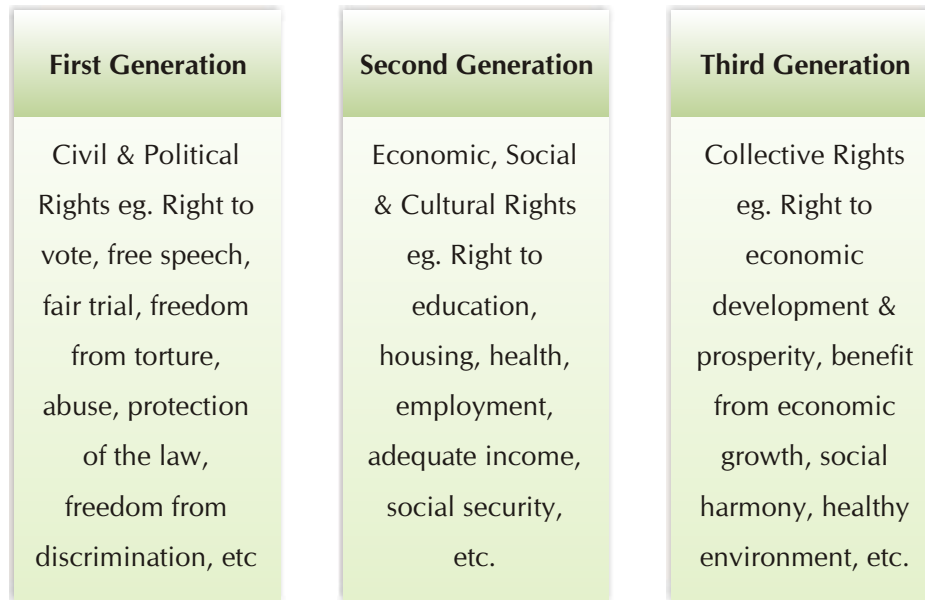 First Generation
Civil & Political
Rights eg. Right to
vote, free speech,
fair trial, freedom
from torture,
abuse, protection
of the law,
freedom from
discrimination, etc
Second Generation
Economic, Social
& Cultural Rights
eg. Right to
education,
housing, health,
employment,
adequate income,
social security,
etc.
Third Generation
Collective Rights
eg. Right to
economic
development &
prosperity, benefit
from economic
growth, social
harmony, healthy
environment, etc.